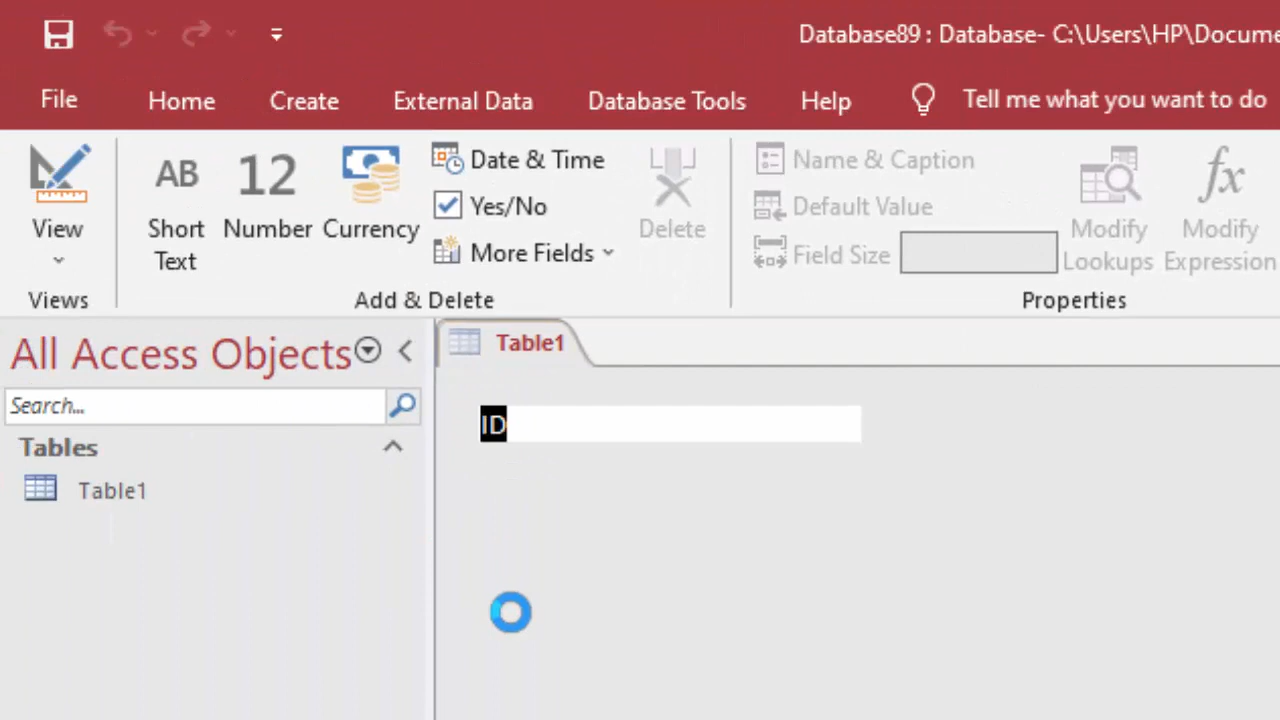 Database89 : Database- C:\Users\HP\Docume
File Home Create External Data Database Tools Help Tell me what you want to do
View
Views
AB
Short
Text
12
Number
Currency
Date & Time
Yes/No
More Fields
Delete
Add & Delete
Name & Caption
Default Value
Field Size
Modify
Lookups
fx
Modify
Expression
Properties
All Access Objects
Search...
Tables
Table1
Table1
ID